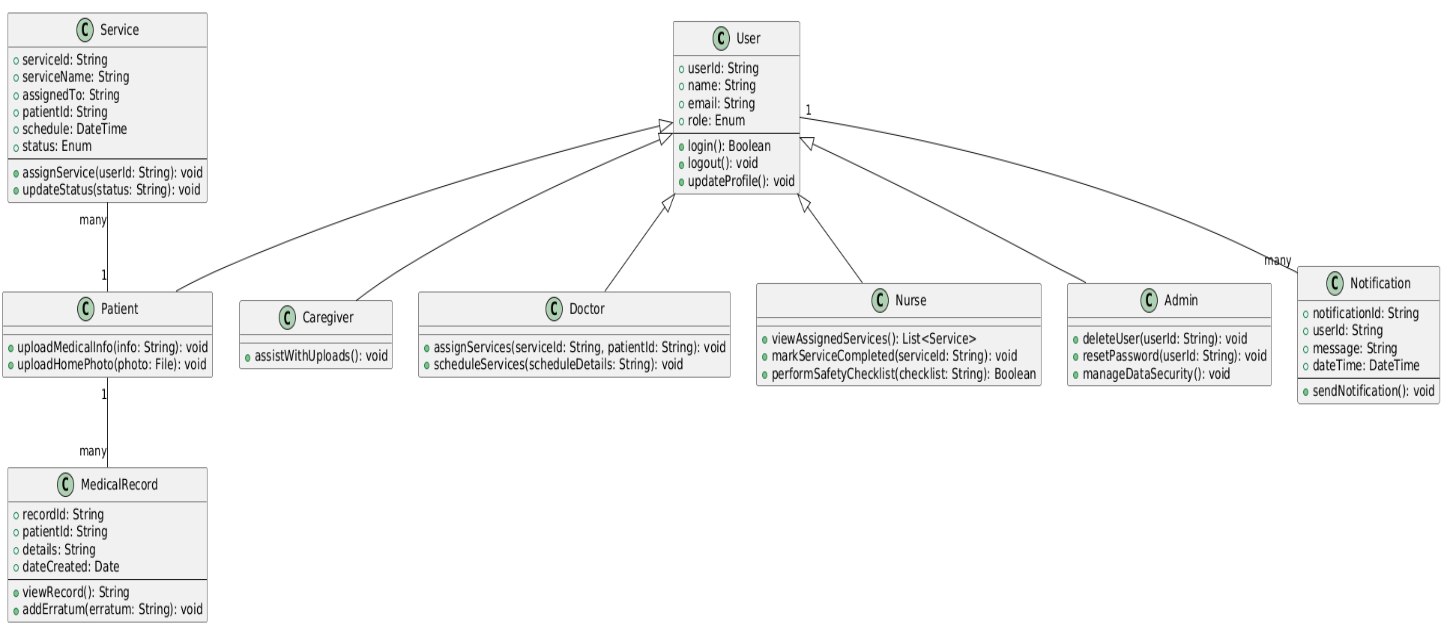 C Service
serviceId: String
serviceName: String
assignedTo: String
patientId: String
schedule: DateTime
status: Enum
assignService(userId: String): void
updateStatus(status: String): void
C User
userId: String
name: String
email: String
role: Enum
login(): Boolean
logout(): void
updateProfile(): void
1
many
many
1
C Patient
uploadMedicalInfo(info: String): void
uploadHomePhoto(photo: File): void
C Caregiver
assistWithUploads(): void
C Doctor
assignServices(serviceId: String, patientId: String): void
scheduleServices(scheduleDetails: String): void
C Nurse
viewAssignedServices(): List<Service>
markServiceCompleted(serviceId: String): void
performSafetyChecklist(checklist: String): Boolean
C Admin
deleteUser(userId: String): void
resetPassword(userId: String): void
manageDataSecurity(): void
C Notification
notificationId: String
userId: String
message: String
dateTime: DateTime
sendNotification(): void
1
many
C MedicalRecord
recordId: String
patientId: String
details: String
dateCreated: Date
viewRecord(): String
addErratum(erratum: String): void